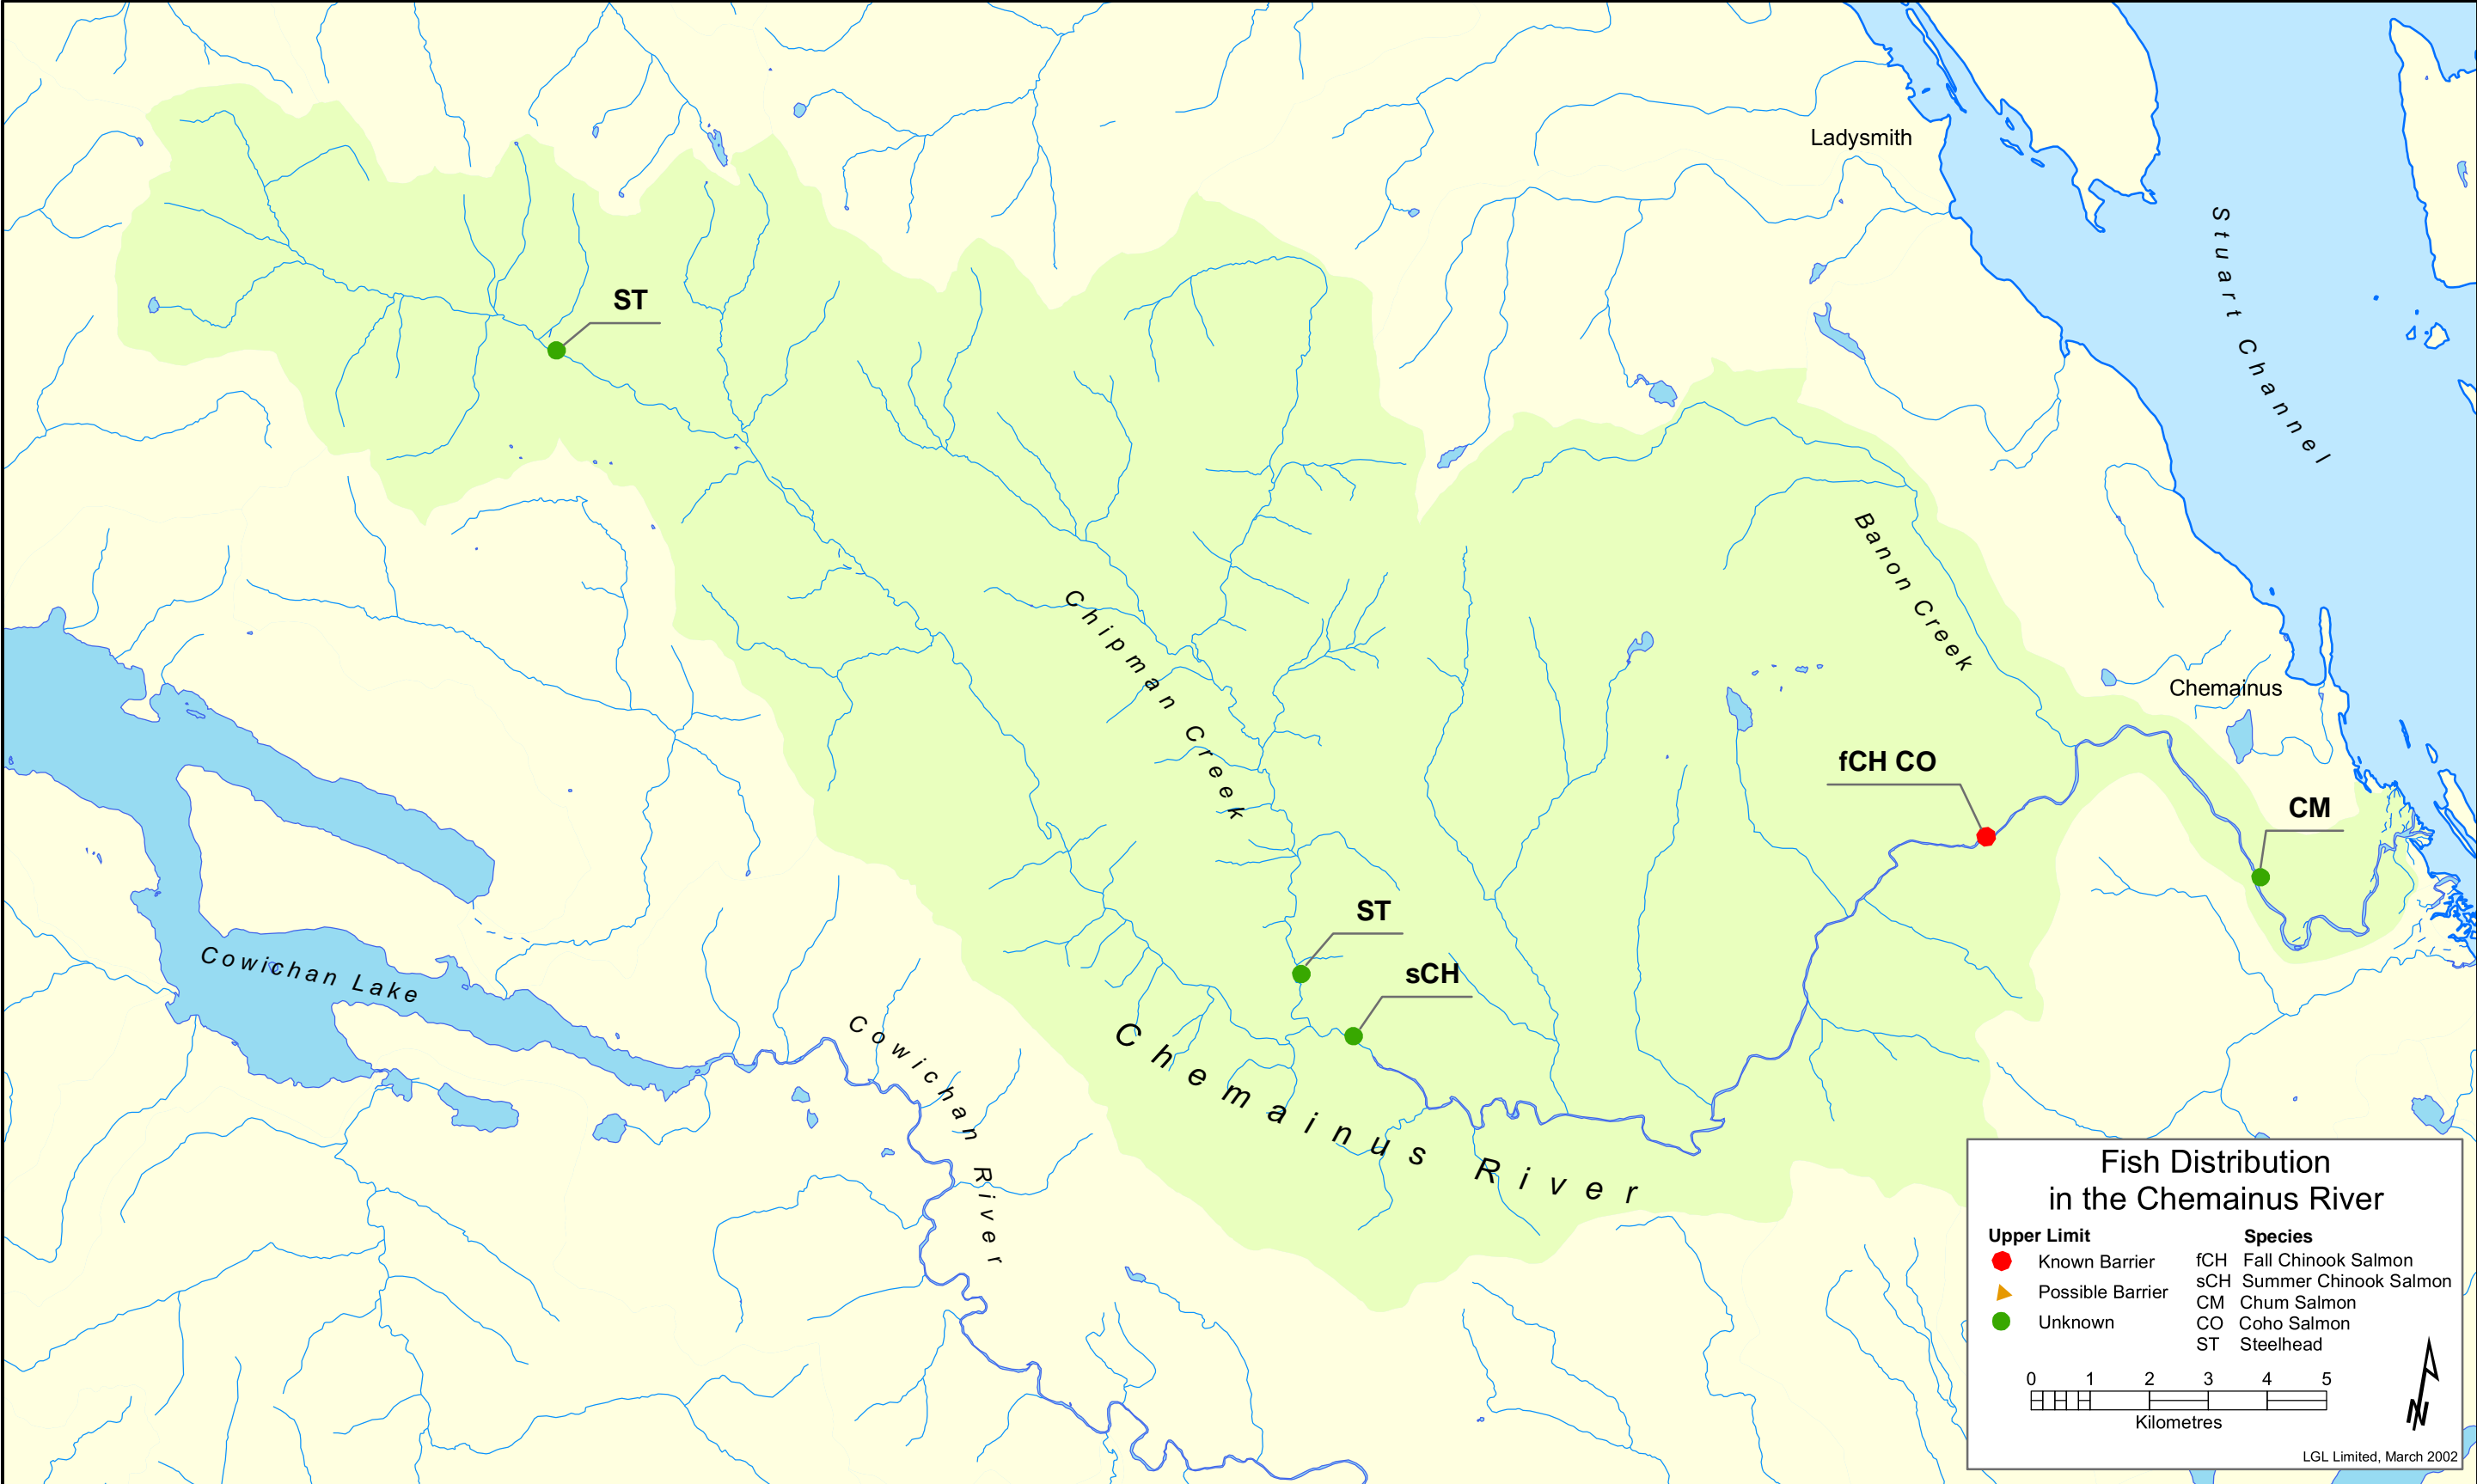 Ladysmith
Stuart Channel
ST
Banon Creek
Chipman Creek
Chemainus
fCH CO
CM
ST
sCH
Cowichan Lake
Cowichan River
Chemainus River
Fish Distribution
in the Chemainus River
Upper Limit
Known Barrier
Possible Barrier
Unknown
Species
fCH Fall Chinook Salmon
sCH Summer Chinook Salmon
CM Chum Salmon
CO Coho Salmon
ST Steelhead
0 1 2 3 4 5
Kilometres
N
LGL Limited, March 2002